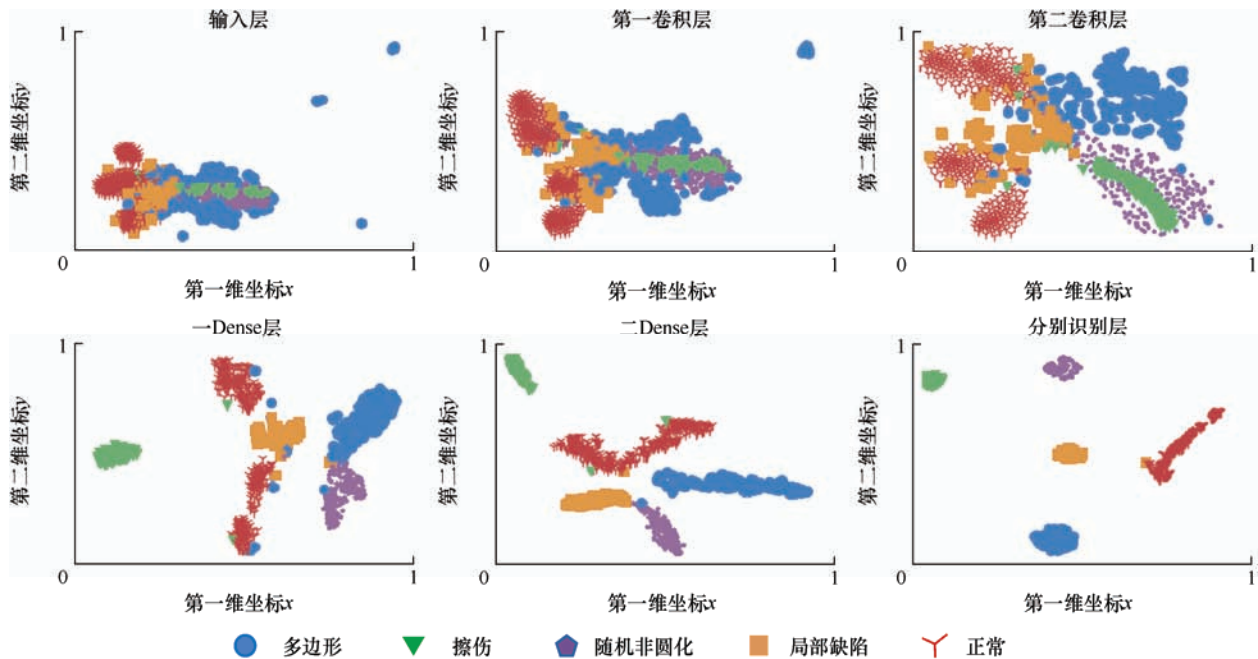 输入层
第一卷积层
第二卷积层
1
第二维坐标y
0
1
第一维坐标x
1
第二维坐标y
0
1
第一维坐标x
1
第二维坐标y
0
1
第一维坐标x
一Dense层
二Dense层
分别识别层
1
第二维坐标y
0
1
第一维坐标x
1
第二维坐标y
0
1
第一维坐标x
1
第二维坐标y
0
1
第一维坐标x
多边形
擦伤
随机非圆化
局部缺陷
正常